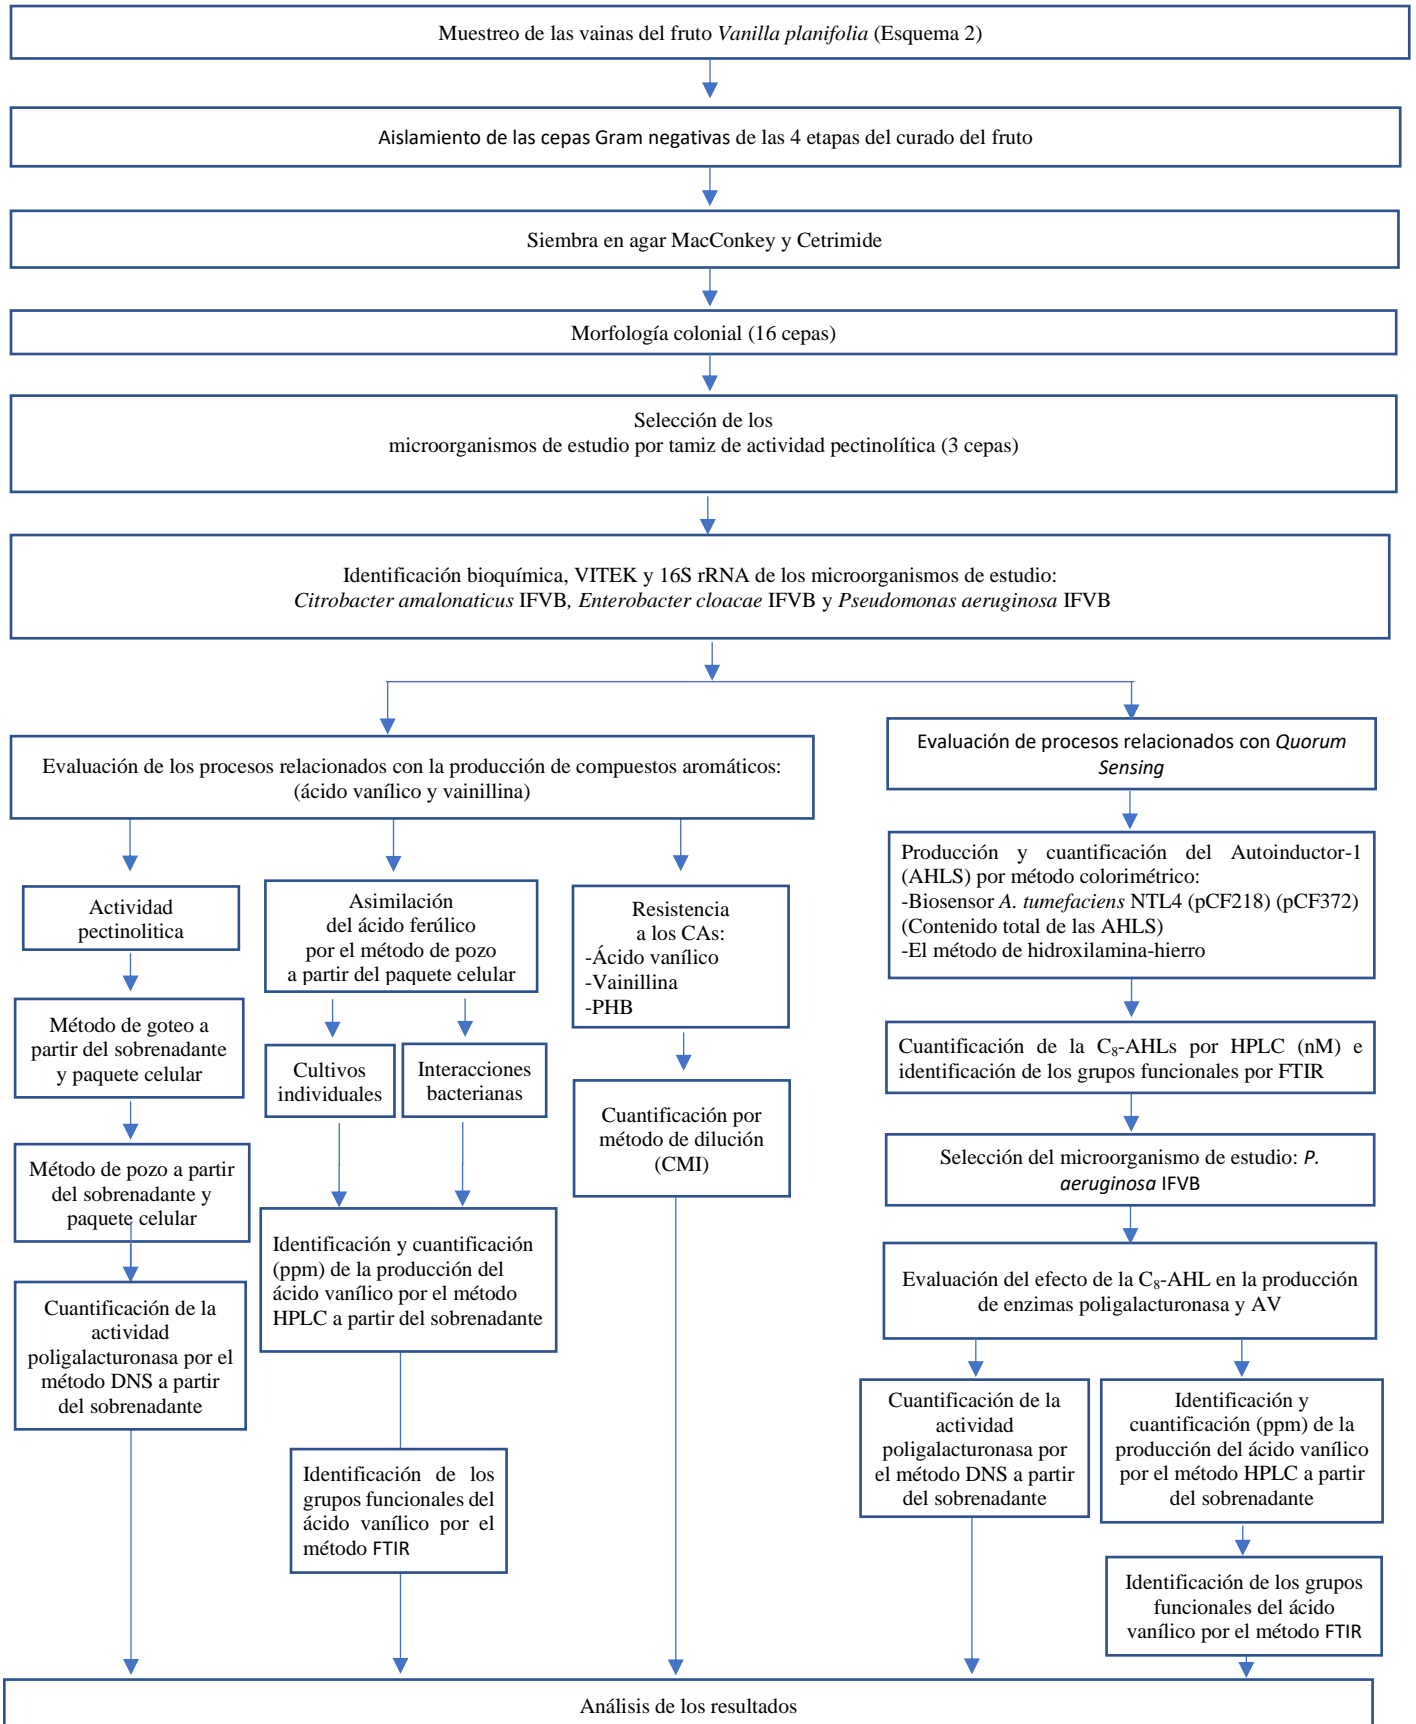 Muestreo de las vainas del fruto Vanilla planifolia (Esquema 2)
Aislamiento de las cepas Gram negativas de las 4 etapas del curado del fruto
Siembra en agar MacConkey y Cetrimide
Morfología colonial (16 cepas)
Selección de los
microorganismos de estudio por tamiz de actividad pectinolítica (3 cepas)
Identificación bioquímica, VITEK y 16S rRNA de los microorganismos de estudio:
Citrobacter amalonaticus IFVB, Enterobacter cloacae IFVB y Pseudomonas aeruginosa IFVB
Evaluación de los procesos relacionados con la producción de compuestos aromáticos:
(ácido vanílico y vainillina)
Actividad
pectinolitica
Método de goteo a
partir del sobrenadante
y paquete celular
Método de pozo a partir
del sobrenadante y
paquete celular
Cuantificación de la
actividad
poligalacturonasa por el
método DNS a partir
del sobrenadante
Asimilación
del ácido ferúlico
por el método de pozo
a partir del paquete celular
Cultivos
individuales
Interacciones
bacterianas
Identificación y cuantificación
(ppm) de la producción del
ácido vanílico por el método
HPLC a partir del sobrenadante
Identificación de los
grupos funcionales del
ácido vanílico por el
método FTIR
Resistencia
a los CAs:
-Ácido vanílico
-Vainillina
-PHB
Cuantificación por
método de dilución
(CMI)
Evaluación de procesos relacionados con Quorum
Sensing
Producción y cuantificación del Autoinductor-1
(AHLS) por método colorimétrico:
-Biosensor A. tumefaciens NTL4 (pCF218) (pCF372)
(Contenido total de las AHLS)
-El método de hidroxilamina-hierro
Cuantificación de la C₈-AHLs por HPLC (nM) e
identificación de los grupos funcionales por FTIR
Selección del microorganismo de estudio: P.
aeruginosa IFVB
Evaluación del efecto de la C₈-AHL en la producción
de enzimas poligalacturonasa y AV
Cuantificación de la
actividad
poligalacturonasa por
el método DNS a partir
del sobrenadante
Identificación y
cuantificación (ppm) de la
producción del ácido vanílico
por el método HPLC a partir
del sobrenadante
Identificación de los grupos
funcionales del ácido
vanílico por el método FTIR
Análisis de los resultados